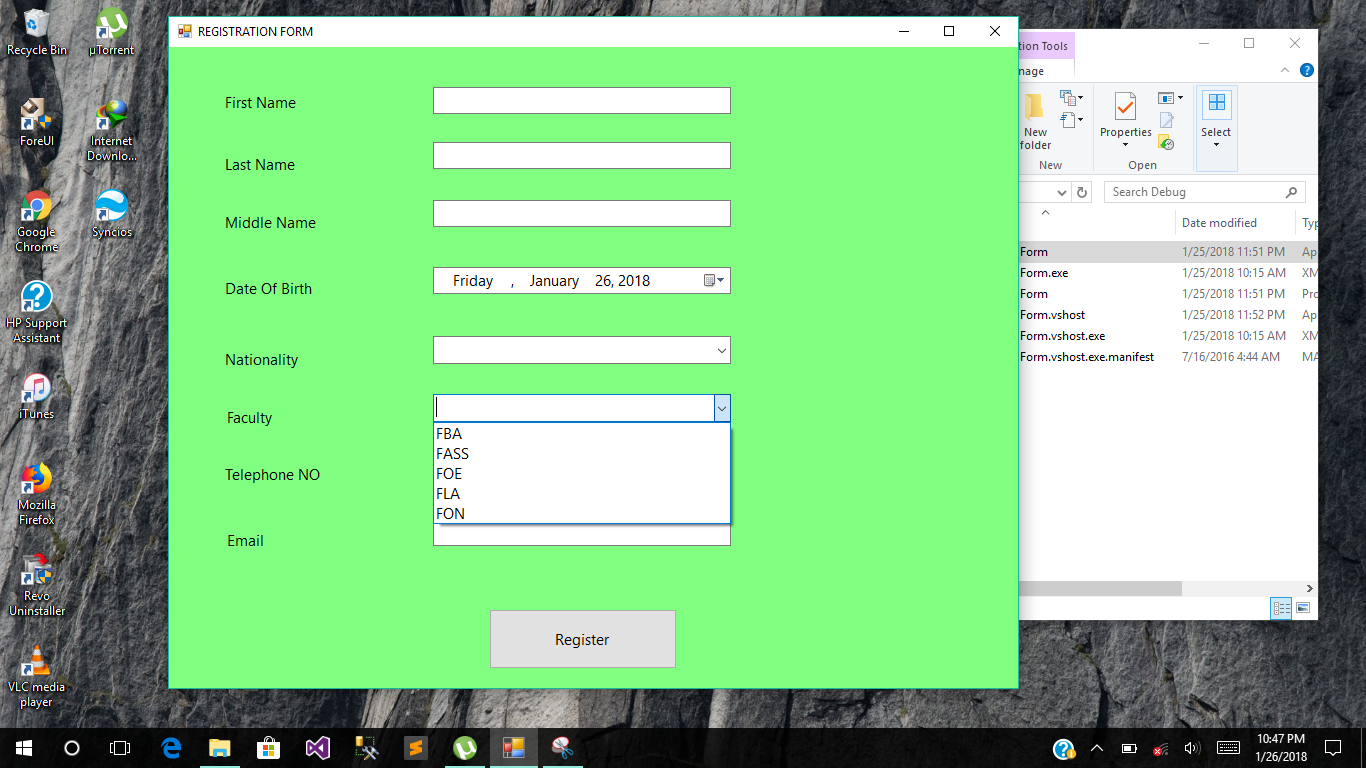 Recycle Bin
µTorrent
ForeUI
Internet
Downlo...
Google
Chrome
Syncios
HP Support
Assistant
iTunes
Mozilla
Firefox
Revo
Uninstaller
VLC media
player
REGISTRATION FORM
First Name
Last Name
Middle Name
Date Of Birth
Friday , January 26, 2018
Nationality
Faculty
FBA
FASS
FOE
FLA
FON
Telephone NO
Email
Register
tion Tools
nage
New
folder
New
Properties
Open
Select
Search Debug
Date modified
Typ
Form 1/25/2018 11:51 PM Ap
Form.exe 1/25/2018 10:15 AM XM
Form 1/25/2018 11:51 PM Pro
Form.vshost 1/25/2018 11:52 PM Ap
Form.vshost.exe 1/25/2018 10:15 AM XM
Form.vshost.exe.manifest 7/16/2016 4:44 AM MA
10:47 PM
1/26/2018